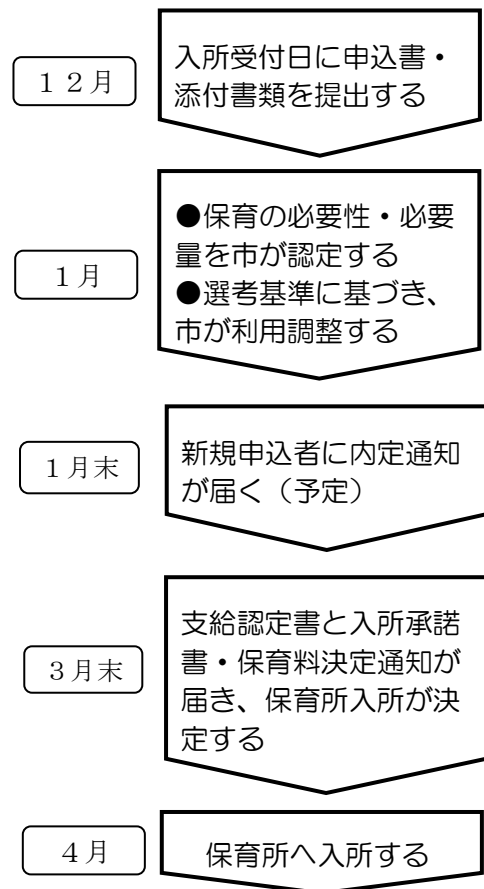 １２月
入所受付日に申込書・
添付書類を提出する
１月
●保育の必要性・必要
量を市が認定する
●選考基準に基づき、
市が利用調整する
１月末
新規申込者に内定通知
が届く（予定）
３月末
支給認定書と入所承諾
書・保育料決定通知が
届き、保育所入所が決
定する
４月
保育所へ入所する